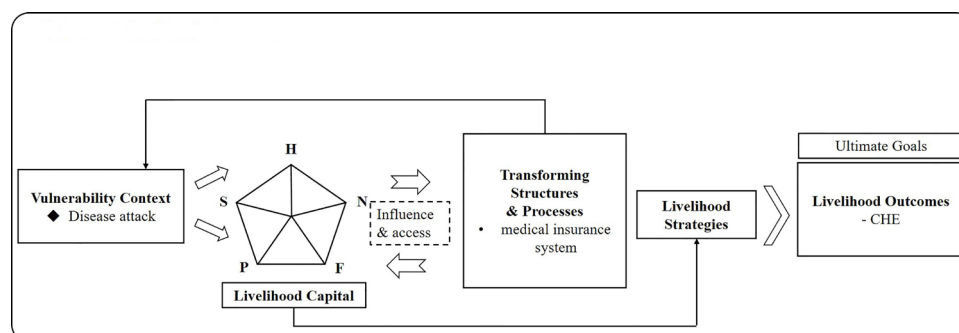 Vulnerability Context
◆ Disease attack
H
S
N
P
F
Livelihood Capital
Influence
& access
Transforming
Structures
& Processes
• medical insurance
system
Livelihood
Strategies
Ultimate Goals
Livelihood Outcomes
- CHE